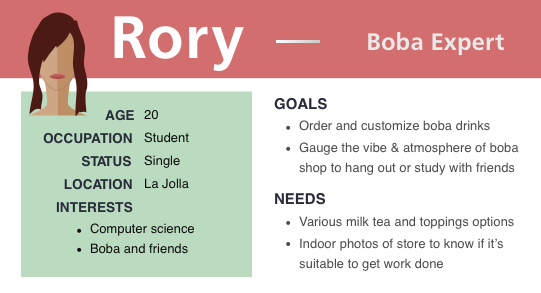 Rory — Boba Expert
AGE 20
OCCUPATION Student
STATUS Single
LOCATION La Jolla
INTERESTS
• Computer science
• Boba and friends
GOALS
• Order and customize boba drinks
• Gauge the vibe & atmosphere of boba
shop to hang out or study with friends
NEEDS
• Various milk tea and toppings options
• Indoor photos of store to know if it’s
suitable to get work done